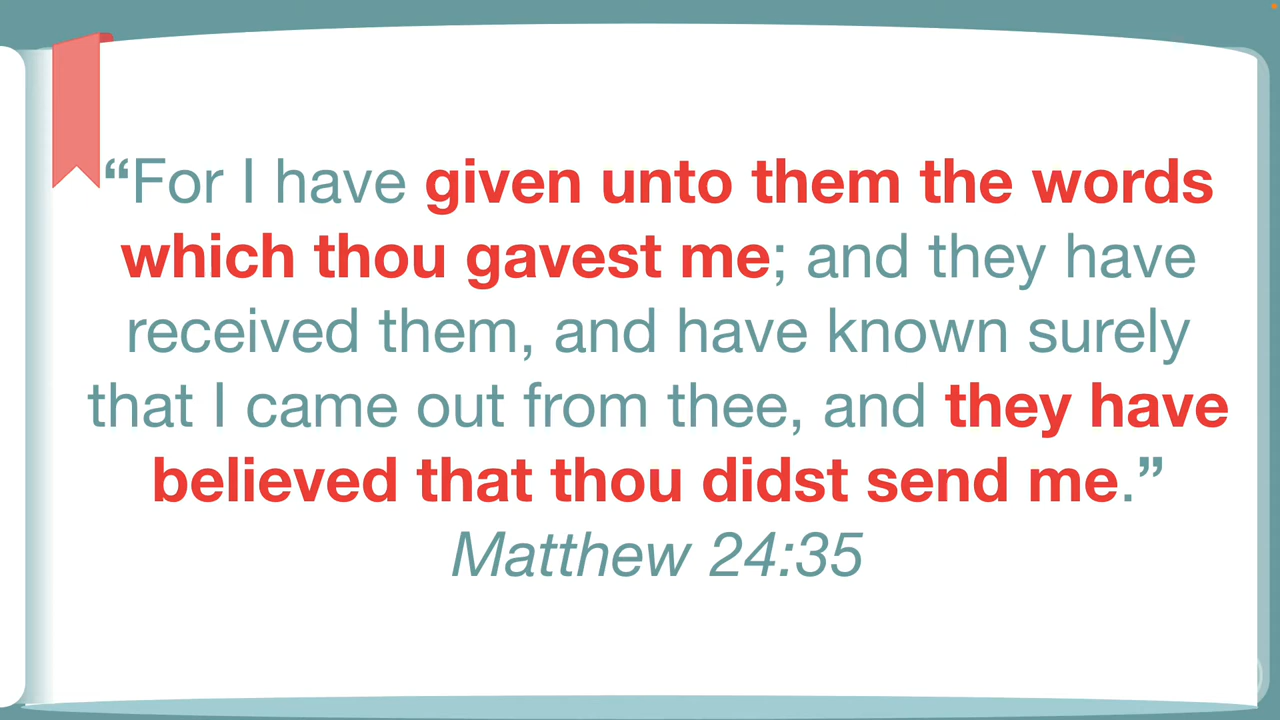 “For I have given unto them the words
which thou gavest me; and they have
received them, and have known surely
that I came out from thee, and they have
believed that thou didst send me.”
Matthew 24:35